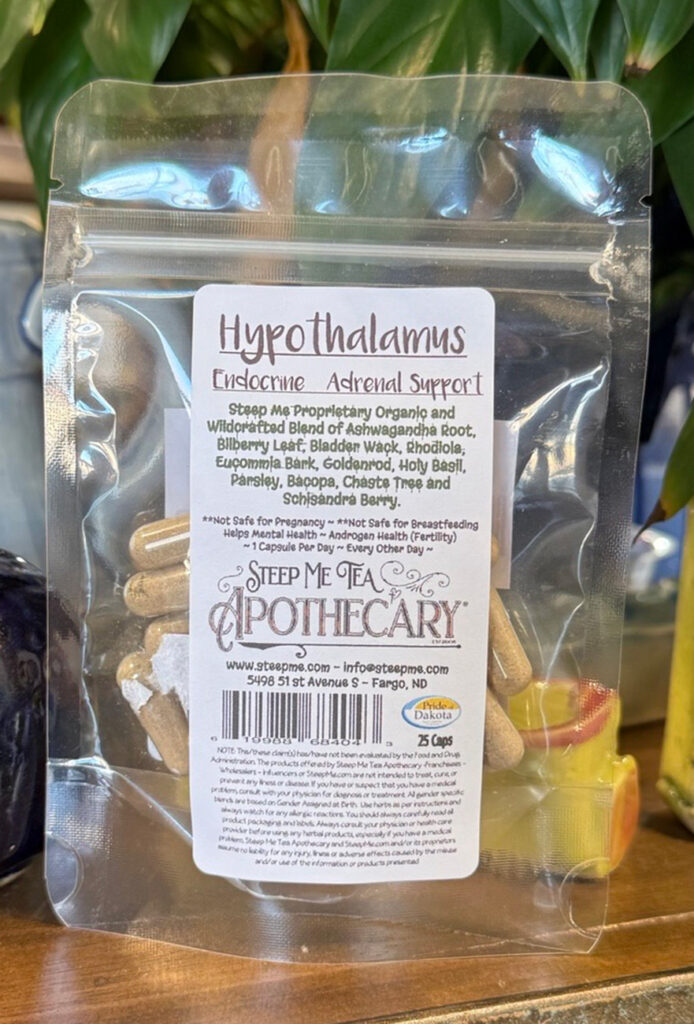 Hypothalamus
Endocrine Adrenal Support
Steep Me Proprietary Organic and
Wildcrafted Blend of Ashwagandha Root,
Bilberry Leaf, Bladder Wack, Rhodiola,
Eucommia Bark, Goldenrod, Holy Basil,
Parsley, Bacopa, Chaste Tree and
Schisandra Berry.
**Not Safe for Pregnancy ~ **Not Safe for Breastfeeding
Helps Mental Health ~ Androgen Health (Fertility)
~ 1 Capsule Per Day ~ Every Other Day ~
STEEP ME TEA
APOTHECARY
www.steepme.com - info@steepme.com
5498 51 st Avenue S - Fargo, ND
Pride of
Dakota
6 19988 68404 3
25 Caps
NOTE: This/these claim(s) has/have not been evaluated by the Food and Drug
Administration. The products offered by Steep Me Tea Apothecary -Franchisees -
Wholesalers - Influencers or SteepMe.com are not intended to treat, cure, or
prevent any illness or disease. If you have or suspect that you have a medical
problem, consult with your physician for diagnosis or treatment. All gender specific
blends are based on Gender Assigned at Birth. Use herbs as per instructions and
always watch for any allergic reactions. You should always carefully read all
product packaging and labels. Always consult your physician or health care
provider before using any herbal products, especially if you have a medical
problem. Steep Me Tea Apothecary and SteepMe.com and/or its proprietors
assume no liability for any injury, illness or adverse effects caused by the misuse
and/or use of the information or products presented